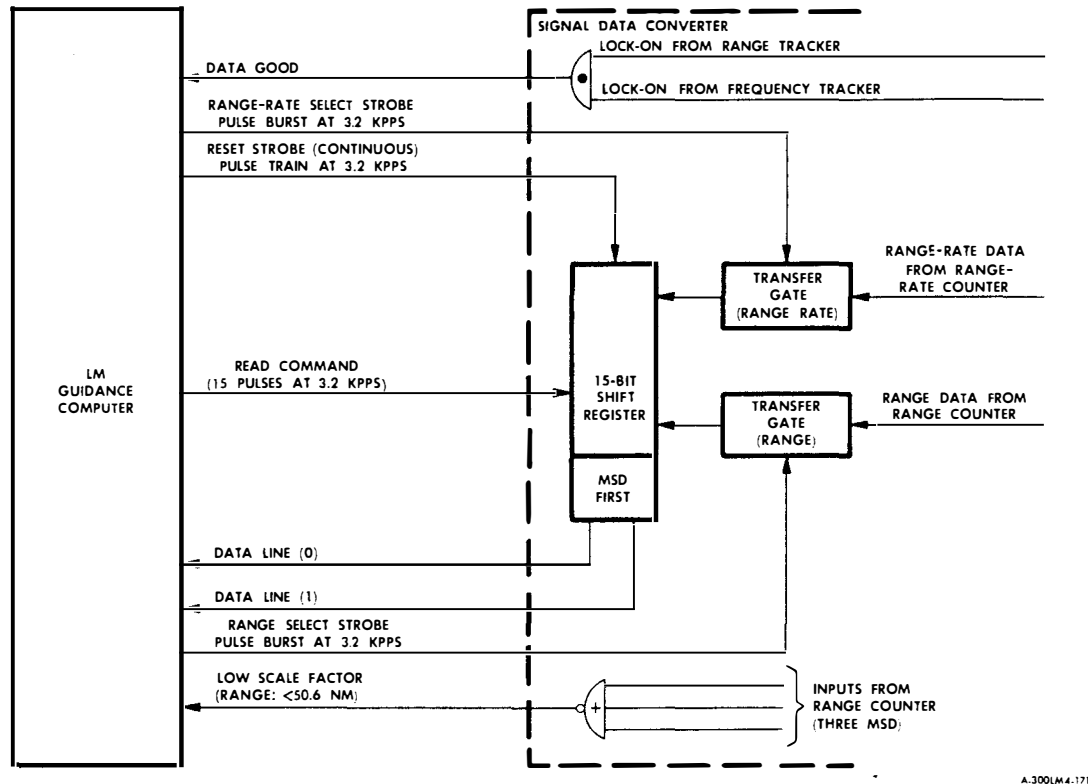 SIGNAL DATA CONVERTER
LOCK-ON FROM RANGE TRACKER
DATA GOOD
LOCK-ON FROM FREQUENCY TRACKER
RANGE-RATE SELECT STROBE
PULSE BURST AT 3.2 KPPS
RESET STROBE (CONTINUOUS)
PULSE TRAIN AT 3.2 KPPS
RANGE-RATE DATA
FROM RANGE-
RATE COUNTER
TRANSFER
GATE
(RANGE RATE)
LM
GUIDANCE
COMPUTER
READ COMMAND
(15 PULSES AT 3.2 KPPS)
15-BIT
SHIFT
REGISTER
TRANSFER
GATE
(RANGE)
RANGE DATA FROM
RANGE COUNTER
MSD
FIRST
DATA LINE (0)
DATA LINE (1)
RANGE SELECT STROBE
PULSE BURST AT 3.2 KPPS
LOW SCALE FACTOR
(RANGE: <50.6 NM)
+
INPUTS FROM
RANGE COUNTER
(THREE MSD)
A-300LM4-171